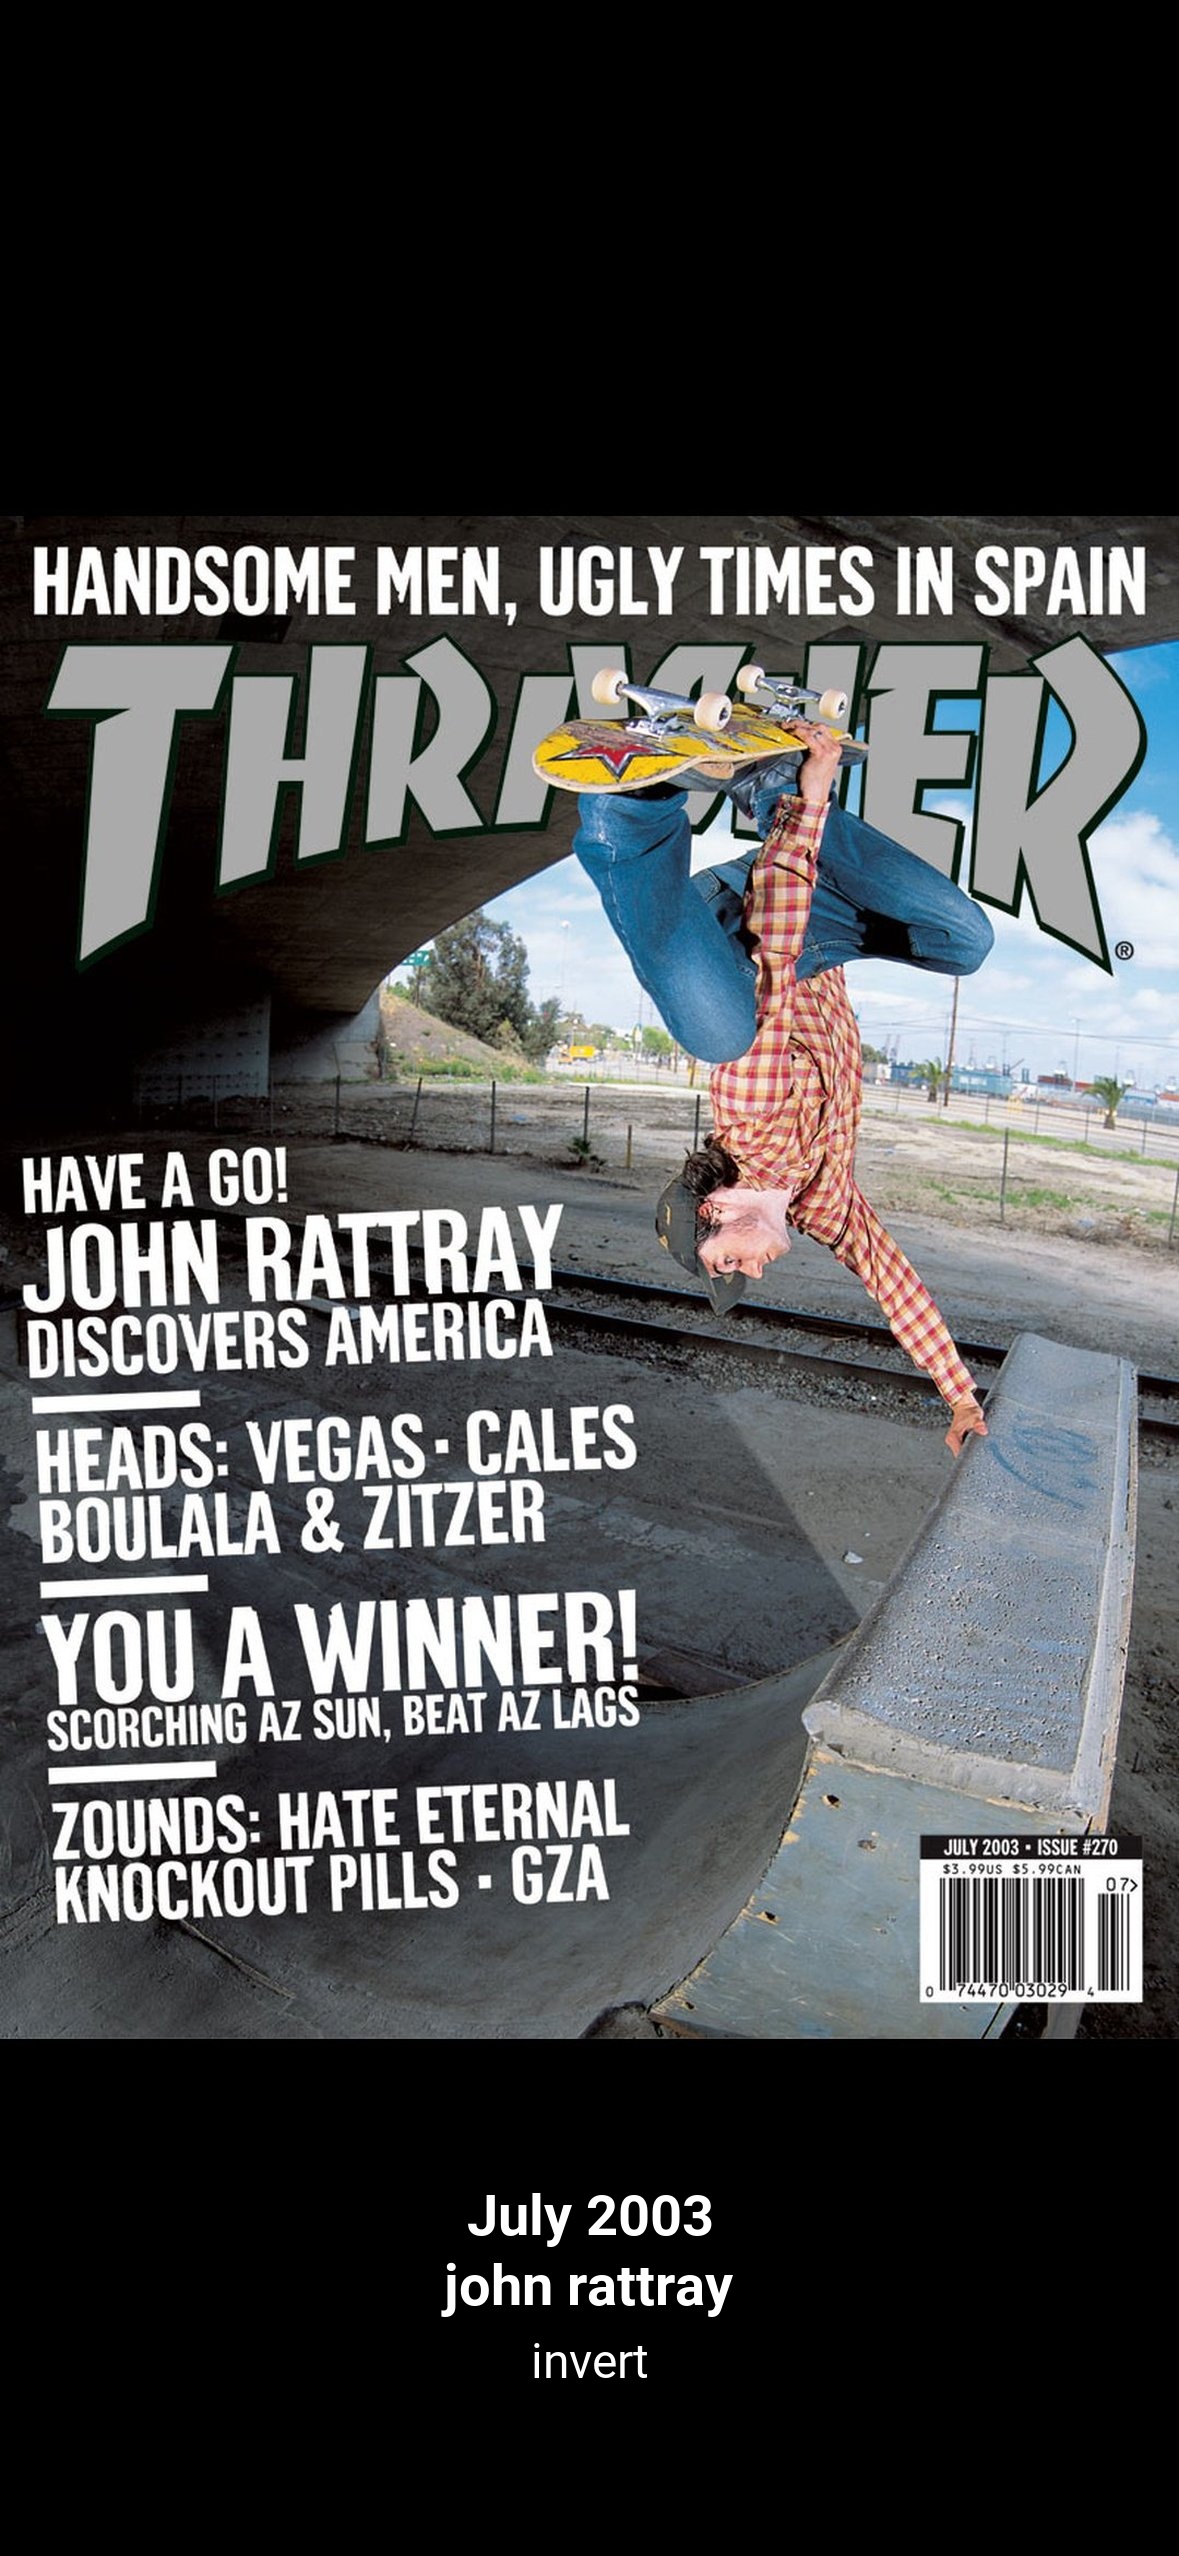 HANDSOME MEN, UGLY TIMES IN SPAIN
THRASHER®
HAVE A GO!
JOHN RATTRAY
DISCOVERS AMERICA
HEADS: VEGAS · CALES
BOULALA & ZITZER
YOU A WINNER!
SCORCHING AZ SUN, BEAT AZ LAGS
ZOUNDS: HATE ETERNAL
KNOCKOUT PILLS · GZA
JULY 2003 • ISSUE #270
$3.99US $5.99CAN
07>
0 74470 03029 4
July 2003
john rattray
invert